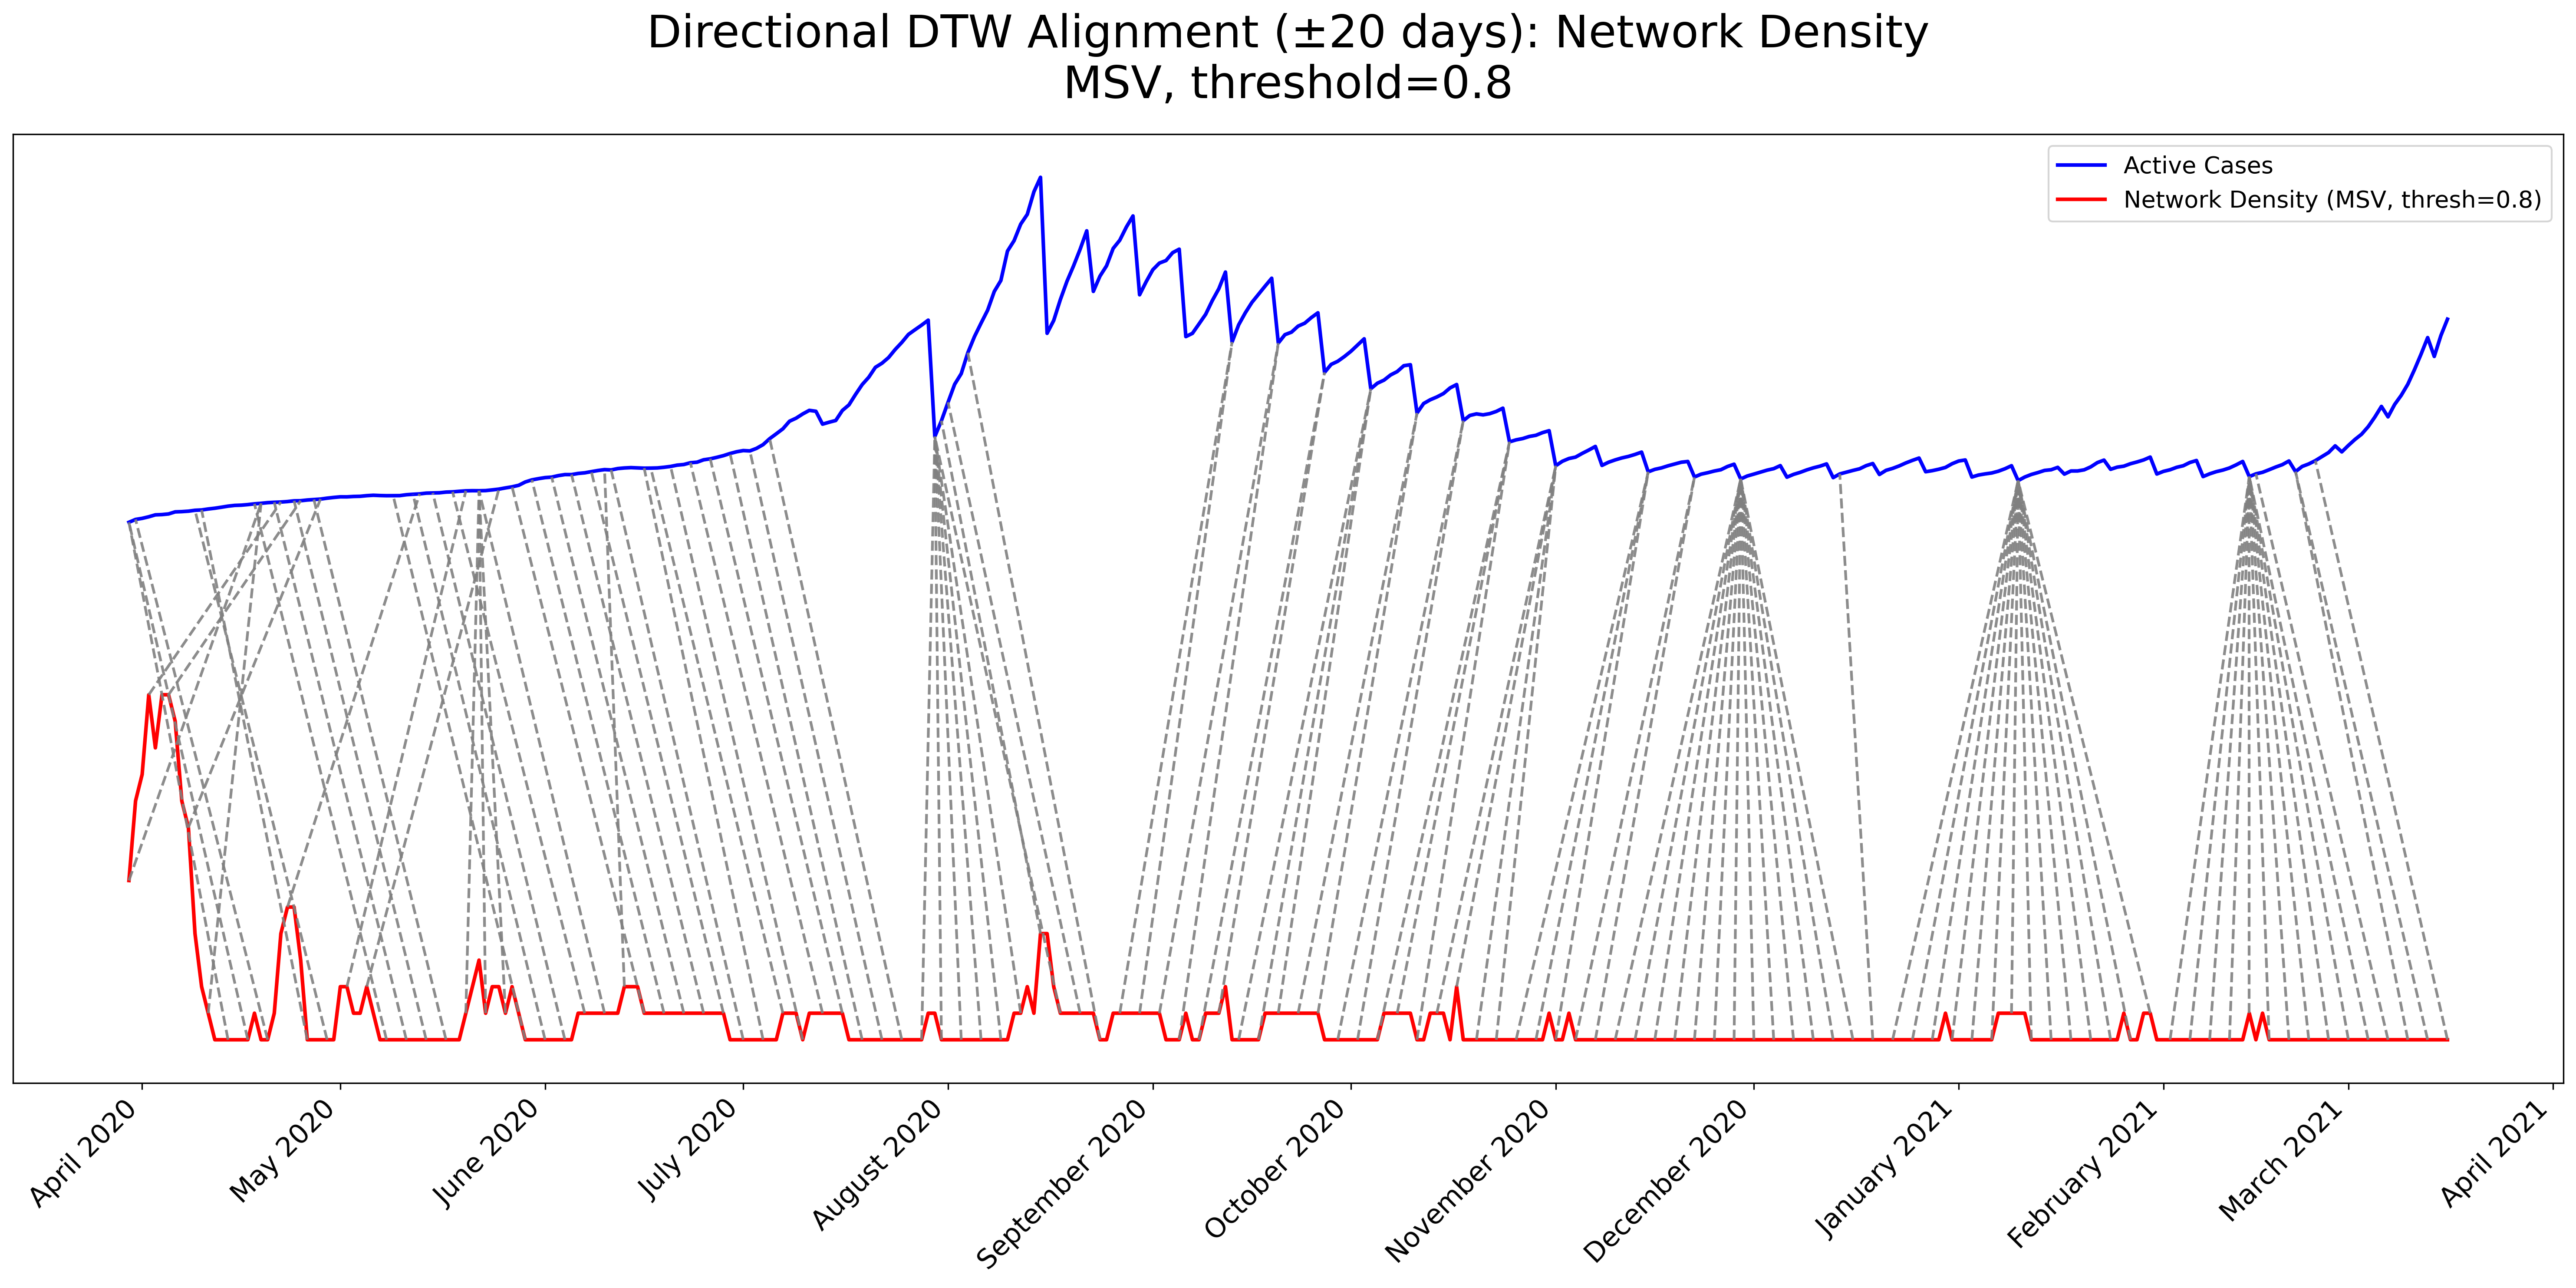 Directional DTW Alignment (±20 days): Network Density
MSV, threshold=0.8
Active Cases
Network Density (MSV, thresh=0.8)
April 2020
May 2020
June 2020
July 2020
August 2020
September 2020
October 2020
November 2020
December 2020
January 2021
February 2021
March 2021
April 2021